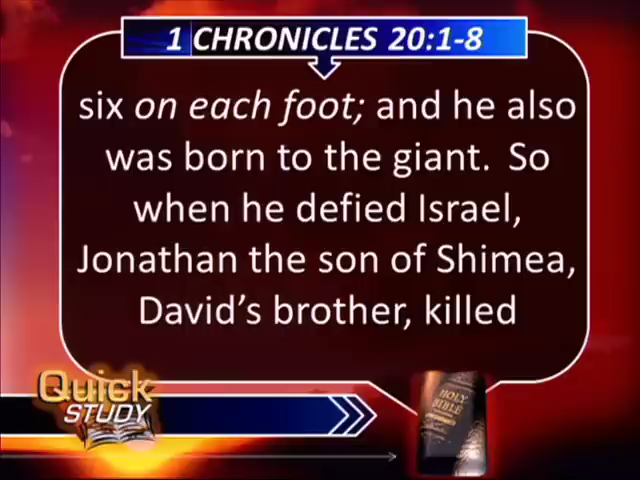 1 CHRONICLES 20:1-8
six on each foot; and he also
was born to the giant. So
when he defied Israel,
Jonathan the son of Shimea,
David's brother, killed
Quick
STUDY
HOLY
BIBLE